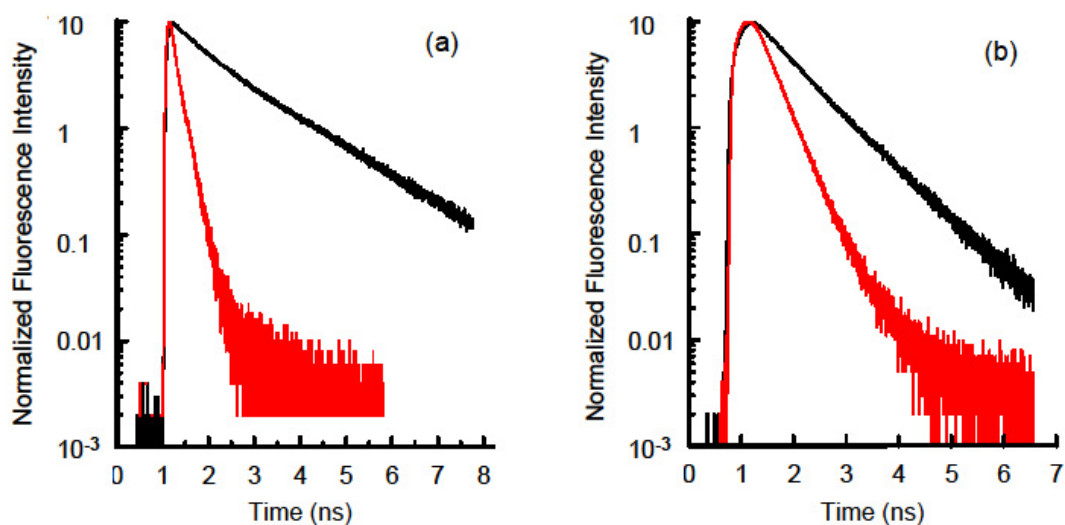 (a)
Normalized Fluorescence Intensity
10
1
0.1
0.01
10-3
0 1 2 3 4 5 6 7 8
Time (ns)
(b)
Normalized Fluorescence Intensity
10
1
0.1
0.01
10-3
0 1 2 3 4 5 6 7
Time (ns)